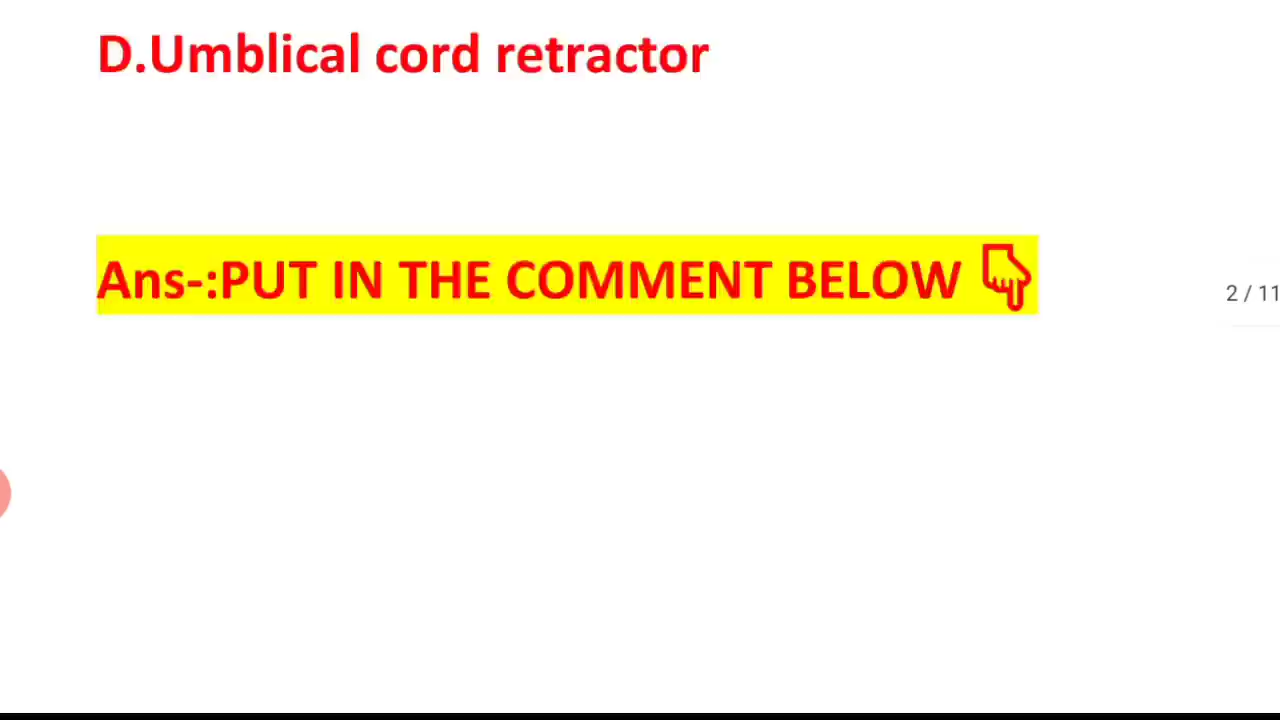 D.Umblical cord retractor
Ans-:PUT IN THE COMMENT BELOW 👇
2 / 11